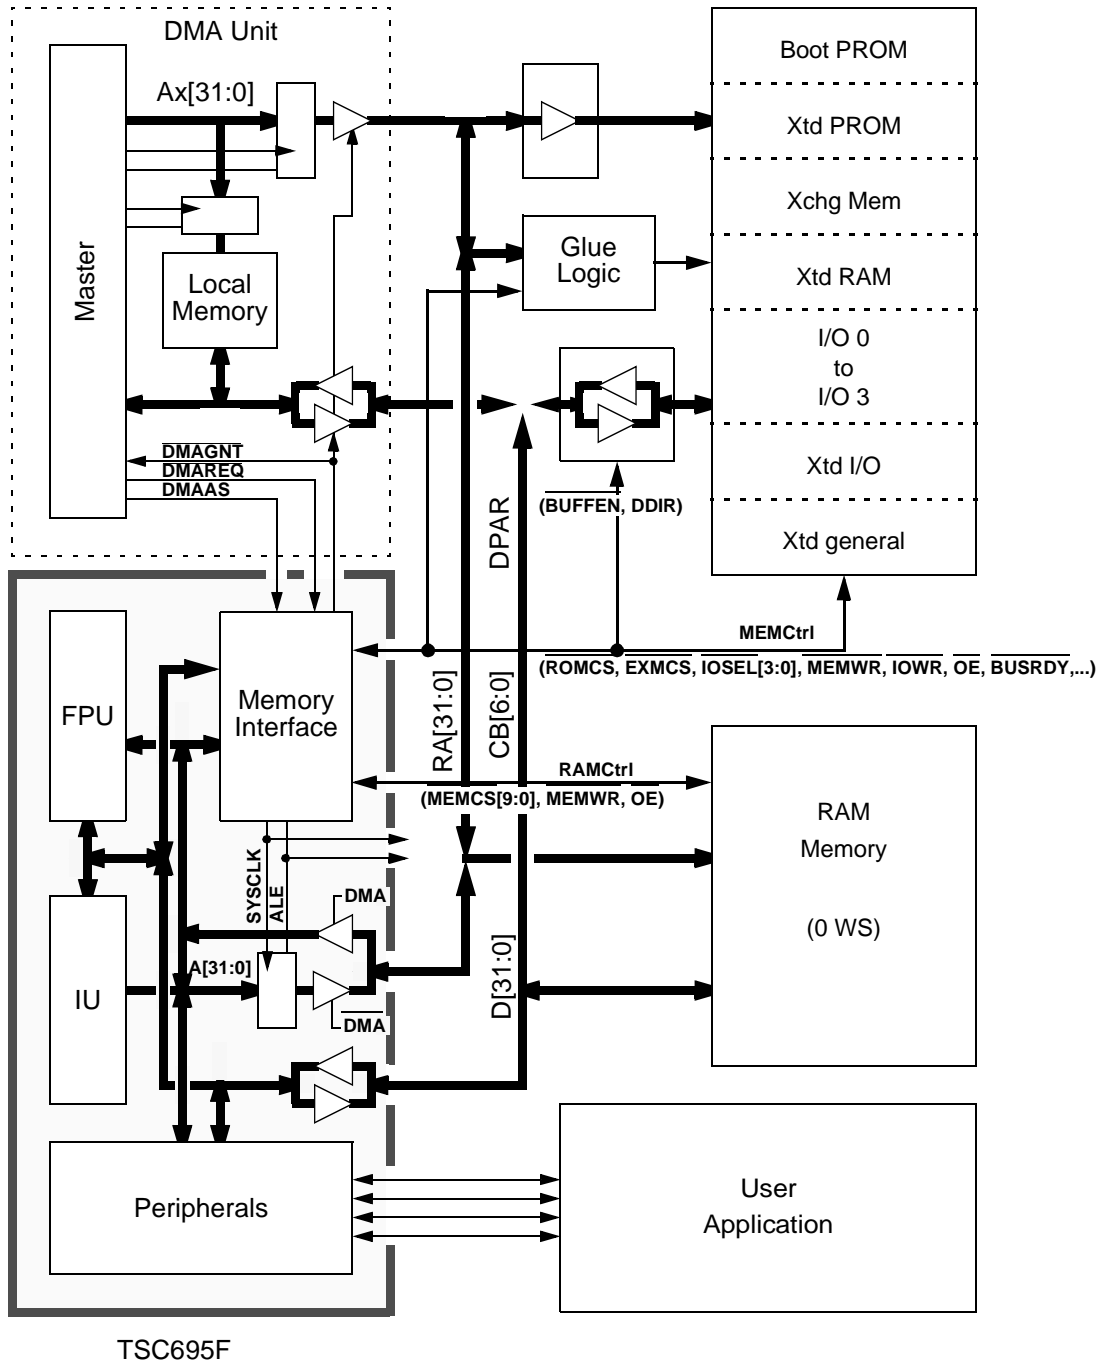 DMA Unit
Ax[31:0]
Master
Local
Memory
DMAGNT
DMAREQ
DMAAS
Boot PROM
Xtd PROM
Xchg Mem
Xtd RAM
I/O 0
to
I/O 3
Xtd I/O
Xtd general
Glue
Logic
(BUFFEN, DDIR)
DPAR
MEMCtrl
(ROMCS, EXMCS, IOSEL[3:0], MEMWR, IOWR, OE, BUSRDY,...)
RA[31:0]
CB[6:0]
FPU
Memory
Interface
RAMCtrl
(MEMCS[9:0], MEMWR, OE)
RAM
Memory
(0 WS)
SYSCLK
ALE
DMA
A[31:0]
DMA
D[31:0]
IU
Peripherals
User
Application
TSC695F